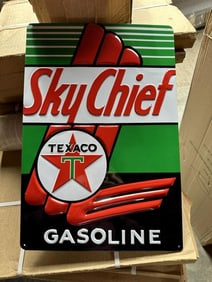 Sky Chief
TEXACO
T
GASOLINE